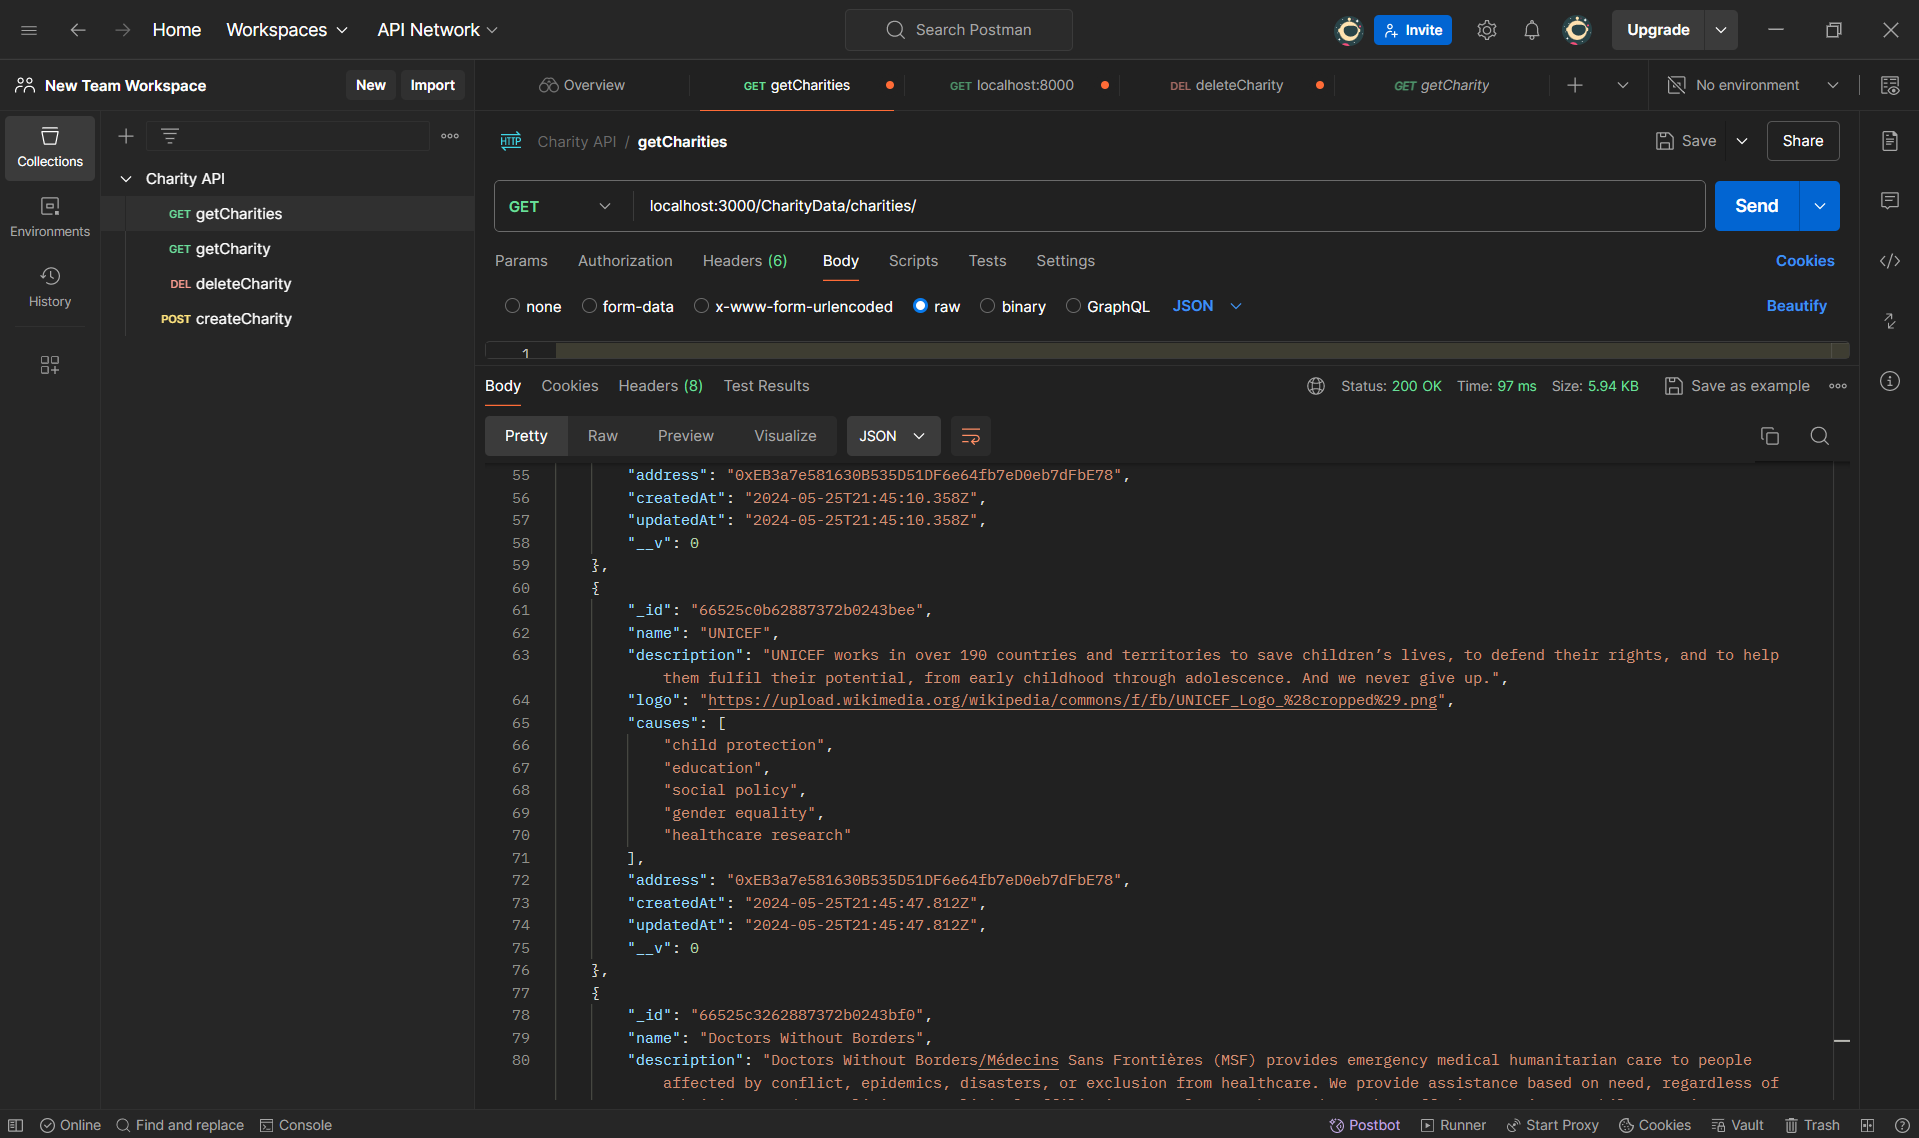 Home Workspaces API Network Search Postman Invite Upgrade
New Team Workspace New Import Overview GET getCharities GET localhost:8000 DEL deleteCharity GET getCharity No environment
Collections
Environments
History
Charity API
GET getCharities
GET getCharity
DEL deleteCharity
POST createCharity
HTTP Charity API / getCharities Save Share
GET localhost:3000/CharityData/charities/ Send
Params Authorization Headers (6) Body Scripts Tests Settings Cookies
none form-data x-www-form-urlencoded raw binary GraphQL JSON Beautify
1
Body Cookies Headers (8) Test Results Status: 200 OK Time: 97 ms Size: 5.94 KB Save as example
Pretty Raw Preview Visualize JSON
55 "address": "0xEB3a7e581630B535D51DF6e64fb7eD0eb7dFbE78",
56 "createdAt": "2024-05-25T21:45:10.358Z",
57 "updatedAt": "2024-05-25T21:45:10.358Z",
58 "__v": 0
59 },
60 {
61 "_id": "66525c0b62887372b0243bee",
62 "name": "UNICEF",
63 "description": "UNICEF works in over 190 countries and territories to save children’s lives, to defend their rights, and to help
them fulfil their potential, from early childhood through adolescence. And we never give up.",
64 "logo": "https://upload.wikimedia.org/wikipedia/commons/f/fb/UNICEF_Logo_%28cropped%29.png",
65 "causes": [
66 "child protection",
67 "education",
68 "social policy",
69 "gender equality",
70 "healthcare research"
71 ],
72 "address": "0xEB3a7e581630B535D51DF6e64fb7eD0eb7dFbE78",
73 "createdAt": "2024-05-25T21:45:47.812Z",
74 "updatedAt": "2024-05-25T21:45:47.812Z",
75 "__v": 0
76 },
77 {
78 "_id": "66525c3262887372b0243bf0",
79 "name": "Doctors Without Borders",
80 "description": "Doctors Without Borders/Médecins Sans Frontières (MSF) provides emergency medical humanitarian care to people
affected by conflict, epidemics, disasters, or exclusion from healthcare. We provide assistance based on need, regardless of
Online Find and replace Console Postbot Runner Start Proxy Cookies Vault Trash